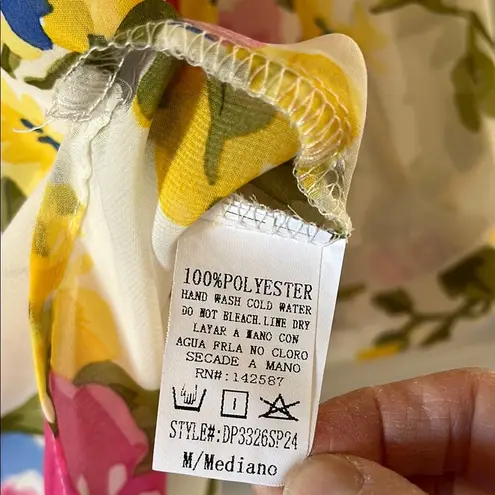 100%POLYESTER
HAND WASH COLD WATER
DO NOT BLEACH.LINE DRY
LAYAR A MANO CON
AGUA FRLA NO CLORO
SECADE A MANO
RN#: 142587
STYLE#:DP3326SP24
M/Mediano